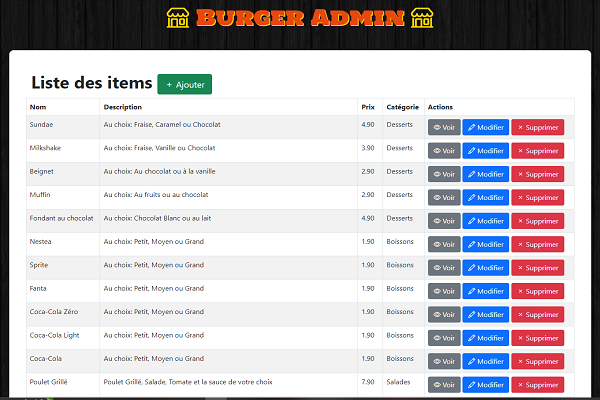 BURGER ADMIN
Liste des items + Ajouter
Nom Description Prix Catégorie Actions
Sundae Au choix: Fraise, Caramel ou Chocolat 4.90 Desserts Voir Modifier × Supprimer
Milkshake Au choix: Fraise, Vanille ou Chocolat 3.90 Desserts Voir Modifier × Supprimer
Beignet Au choix: Au chocolat ou à la vanille 2.90 Desserts Voir Modifier × Supprimer
Muffin Au choix: Au fruits ou au chocolat 2.90 Desserts Voir Modifier × Supprimer
Fondant au chocolat Au choix: Chocolat Blanc ou au lait 4.90 Desserts Voir Modifier × Supprimer
Nestea Au choix: Petit, Moyen ou Grand 1.90 Boissons Voir Modifier × Supprimer
Sprite Au choix: Petit, Moyen ou Grand 1.90 Boissons Voir Modifier × Supprimer
Fanta Au choix: Petit, Moyen ou Grand 1.90 Boissons Voir Modifier × Supprimer
Coca-Cola Zéro Au choix: Petit, Moyen ou Grand 1.90 Boissons Voir Modifier × Supprimer
Coca-Cola Light Au choix: Petit, Moyen ou Grand 1.90 Boissons Voir Modifier × Supprimer
Coca-Cola Au choix: Petit, Moyen ou Grand 1.90 Boissons Voir Modifier × Supprimer
Poulet Grillé Poulet Grillé, Salade, Tomate et la sauce de votre choix 7.90 Salades Voir Modifier × Supprimer